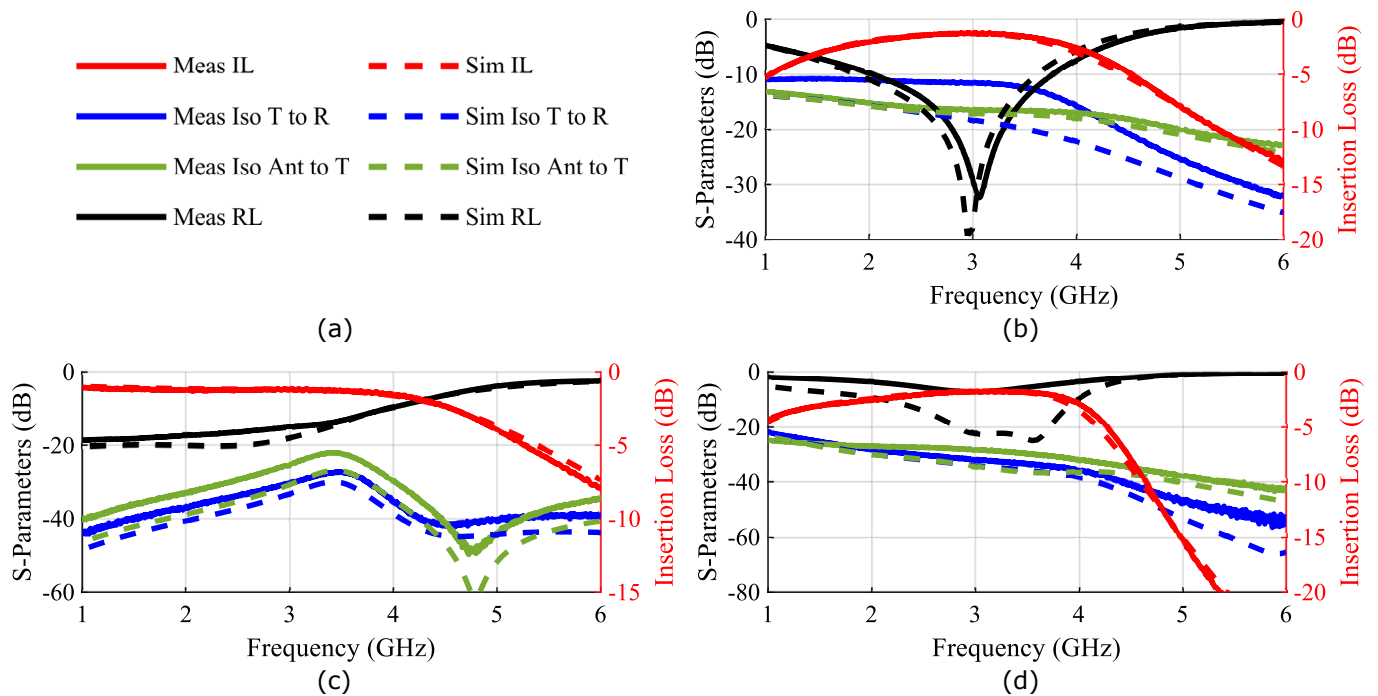 Meas IL
Sim IL
Meas Iso T to R
Sim Iso T to R
Meas Iso Ant to T
Sim Iso Ant to T
Meas RL
Sim RL
(a)
S-Parameters (dB)
0
-10
-20
-30
-40
0
-5
-10
-15
-20
Insertion Loss (dB)
1 2 3 4 5 6
Frequency (GHz)
(b)
S-Parameters (dB)
0
-20
-40
-60
0
-5
-10
-15
Insertion Loss (dB)
1 2 3 4 5 6
Frequency (GHz)
(c)
S-Parameters (dB)
0
-20
-40
-60
-80
0
-5
-10
-15
-20
Insertion Loss (dB)
1 2 3 4 5 6
Frequency (GHz)
(d)